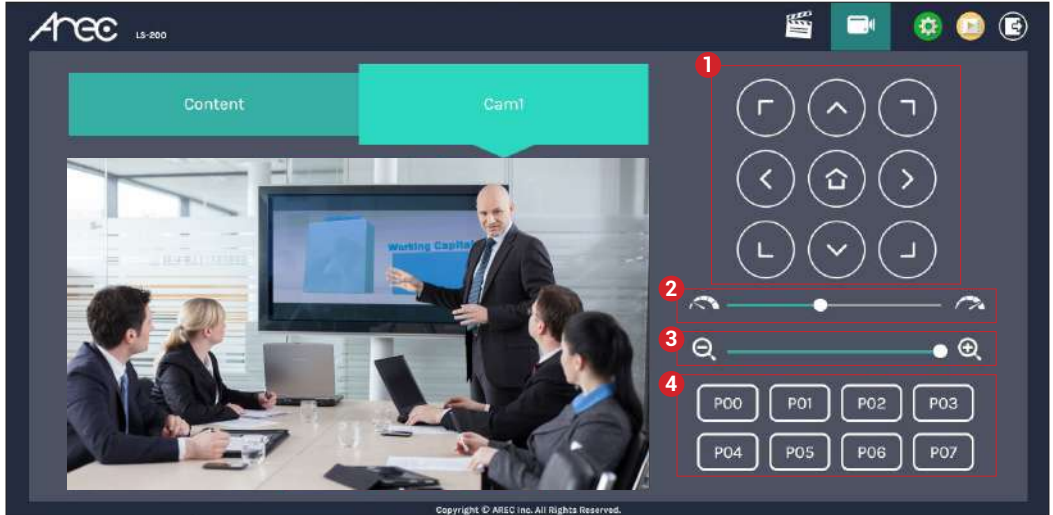 AREC LS-200
1
Content Cam1
Working Capital
2
3
4
P00 P01 P02 P03
P04 P05 P06 P07
Copyright © AREC Inc. All Rights Reserved.